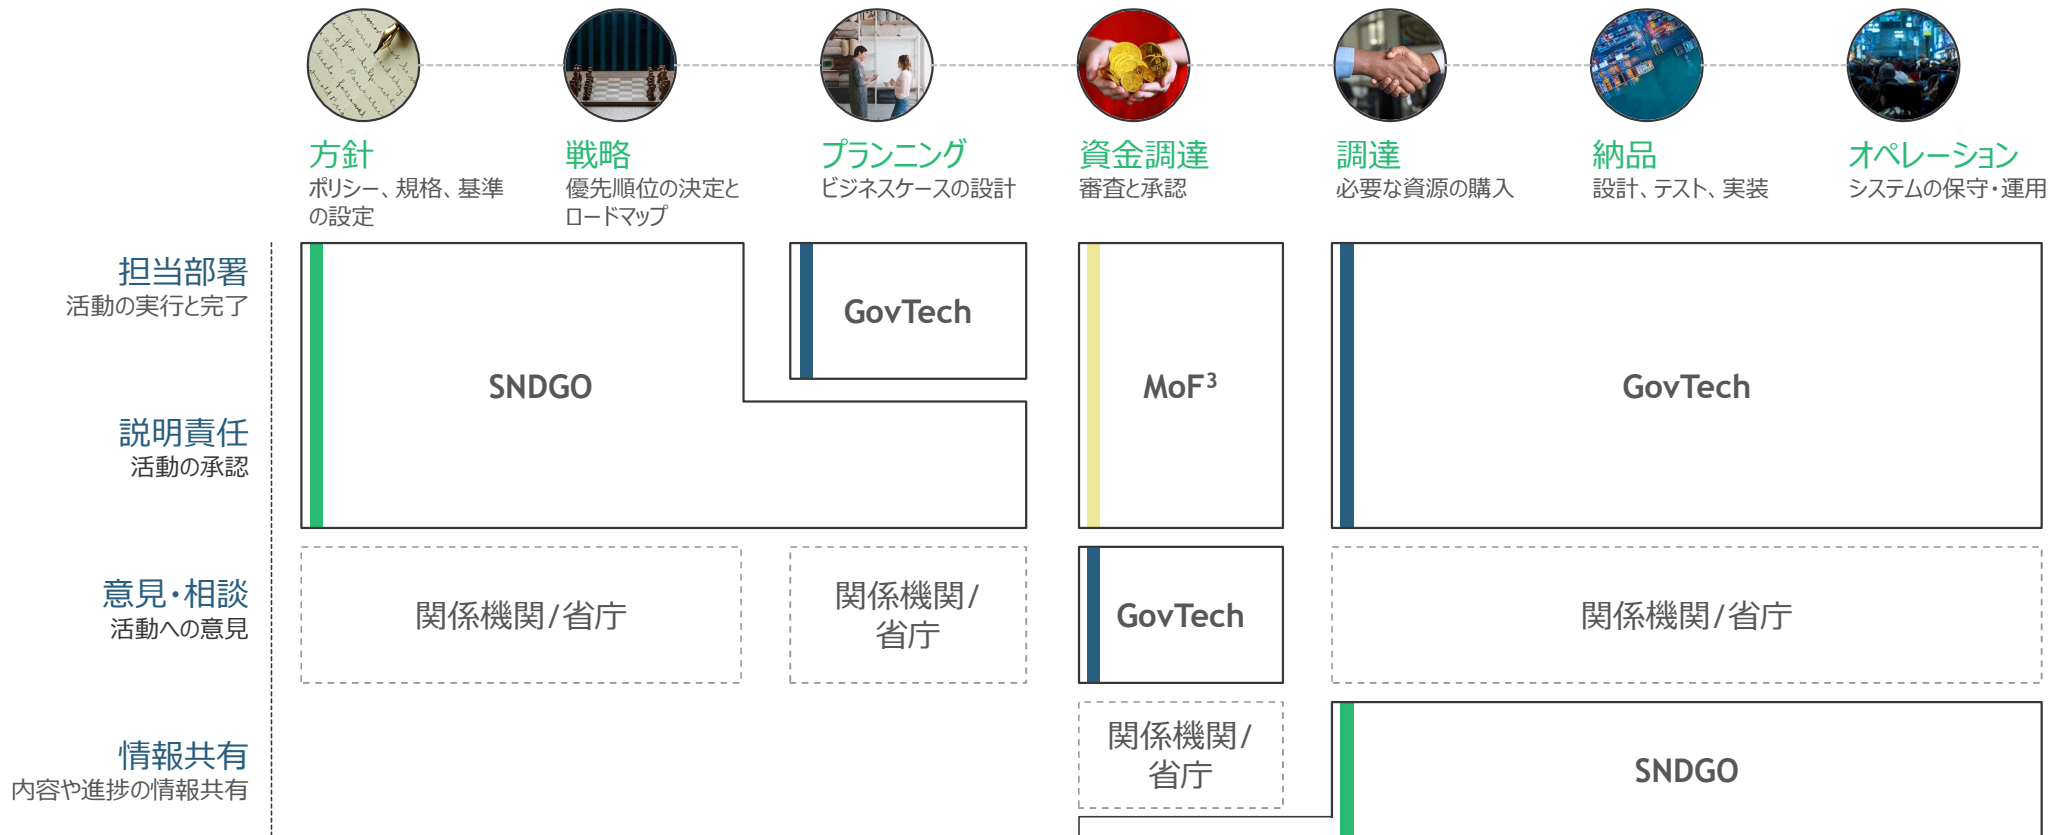 方針
ポリシー、規格、基準
の設定
戦略
優先順位の決定と
ロードマップ
プランニング
ビジネスケースの設計
資金調達
審査と承認
調達
必要な資源の購入
納品
設計、テスト、実装
オペレーション
システムの保守・運用
担当部署
活動の実行と完了
SNDGO
GovTech
MoF³
GovTech
説明責任
活動の承認
意見・相談
活動への意見
関係機関/省庁
関係機関/
省庁
GovTech
関係機関/省庁
情報共有
内容や進捗の情報共有
関係機関/
省庁
SNDGO